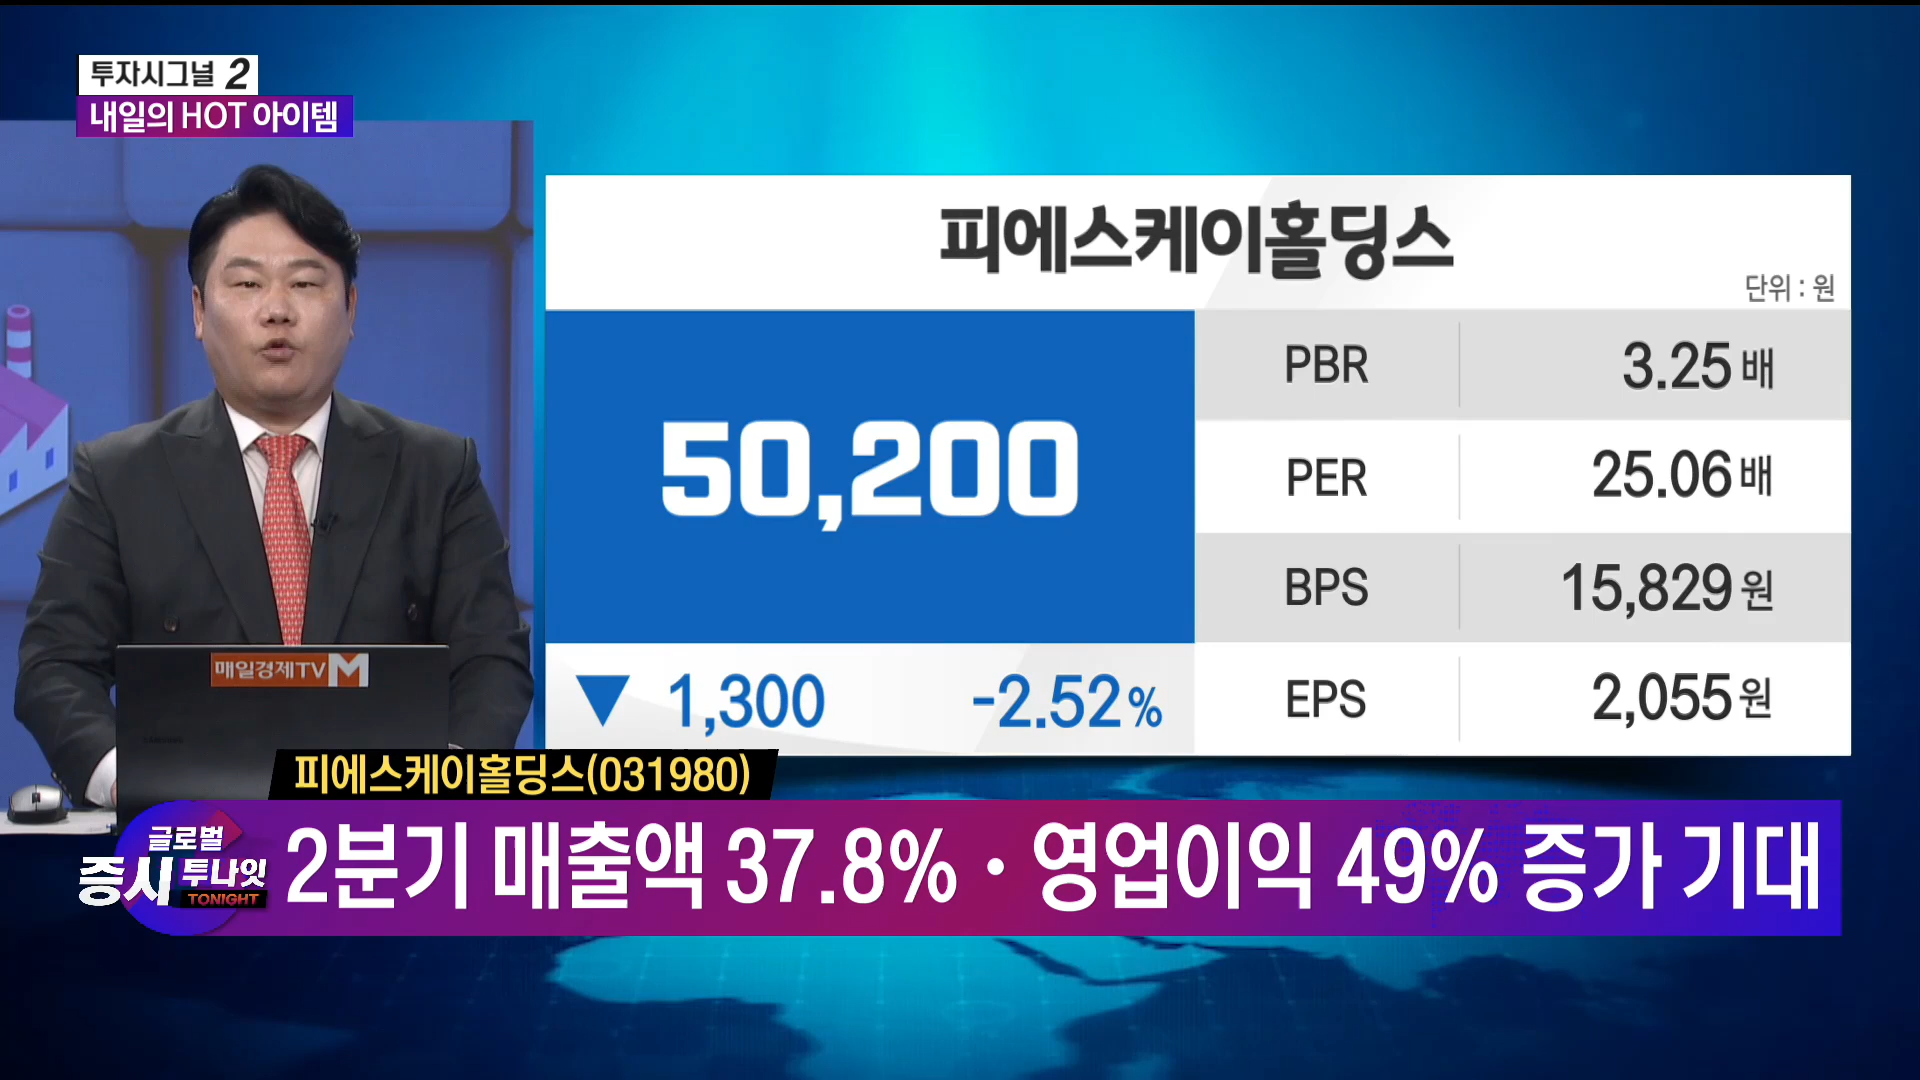 투자시그널 2
내일의 HOT 아이템
피에스케이홀딩스
단위 : 원
50,200
▼ 1,300 -2.52%
PBR 3.25배
PER 25.06배
BPS 15,829원
EPS 2,055원
매일경제TV M
피에스케이홀딩스(031980)
글로벌
증시 투나잇
TONIGHT
2분기 매출액 37.8%·영업이익 49% 증가 기대